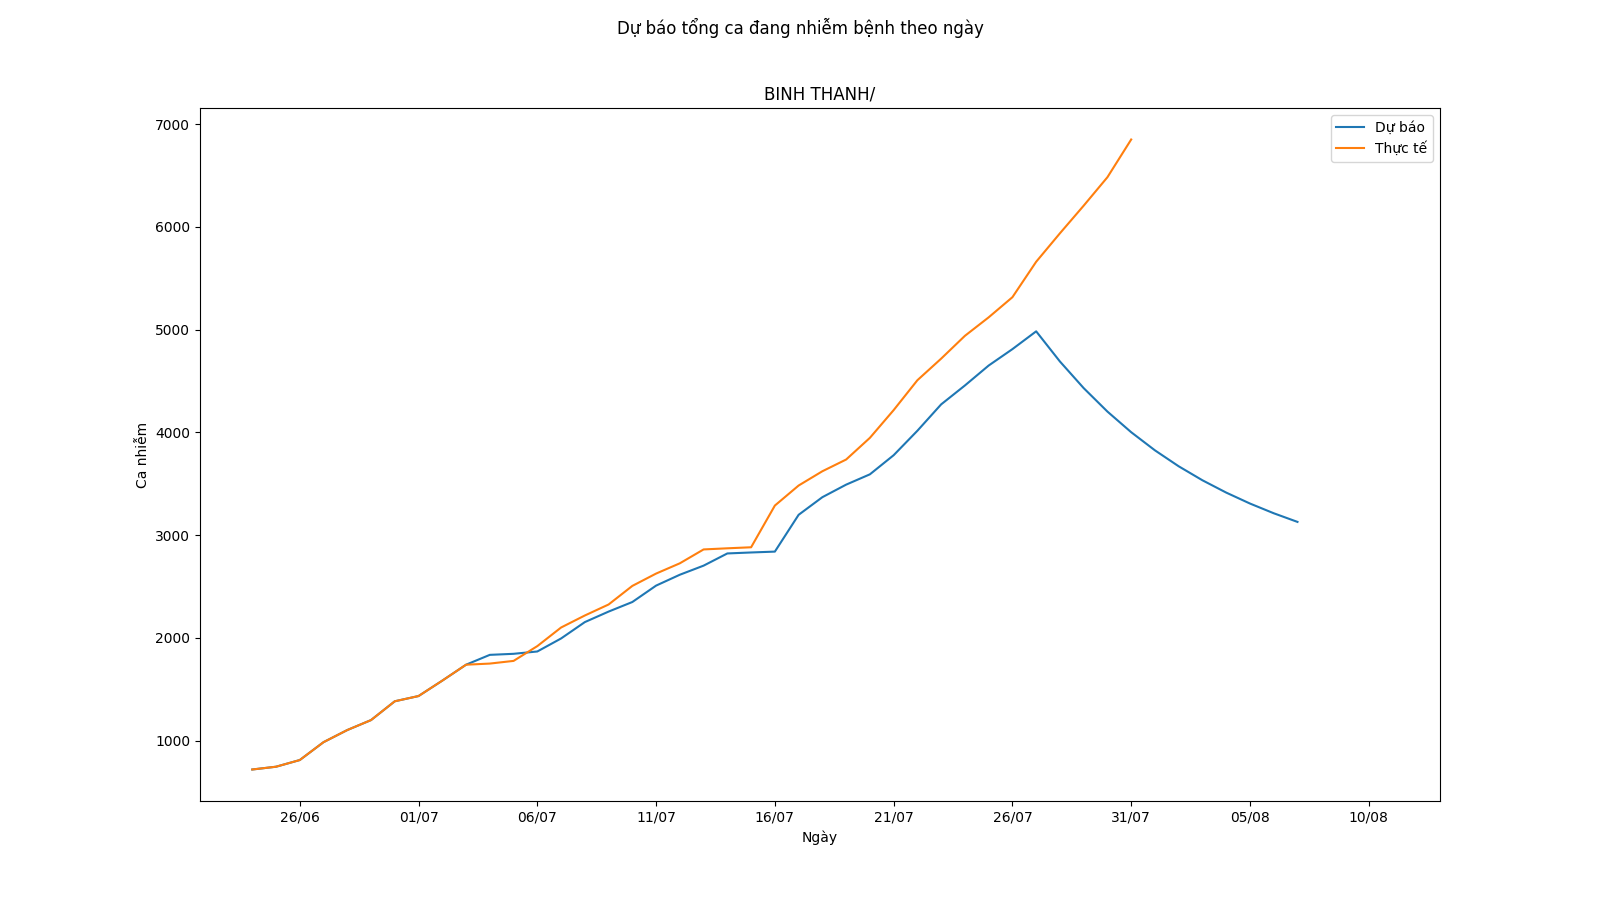 Dự báo tổng ca đang nhiễm bệnh theo ngày
BINH THANH/
Dự báo
Thực tế
Ca nhiễm
7000
6000
5000
4000
3000
2000
1000
26/06
01/07
06/07
11/07
16/07
21/07
26/07
31/07
05/08
10/08
Ngày